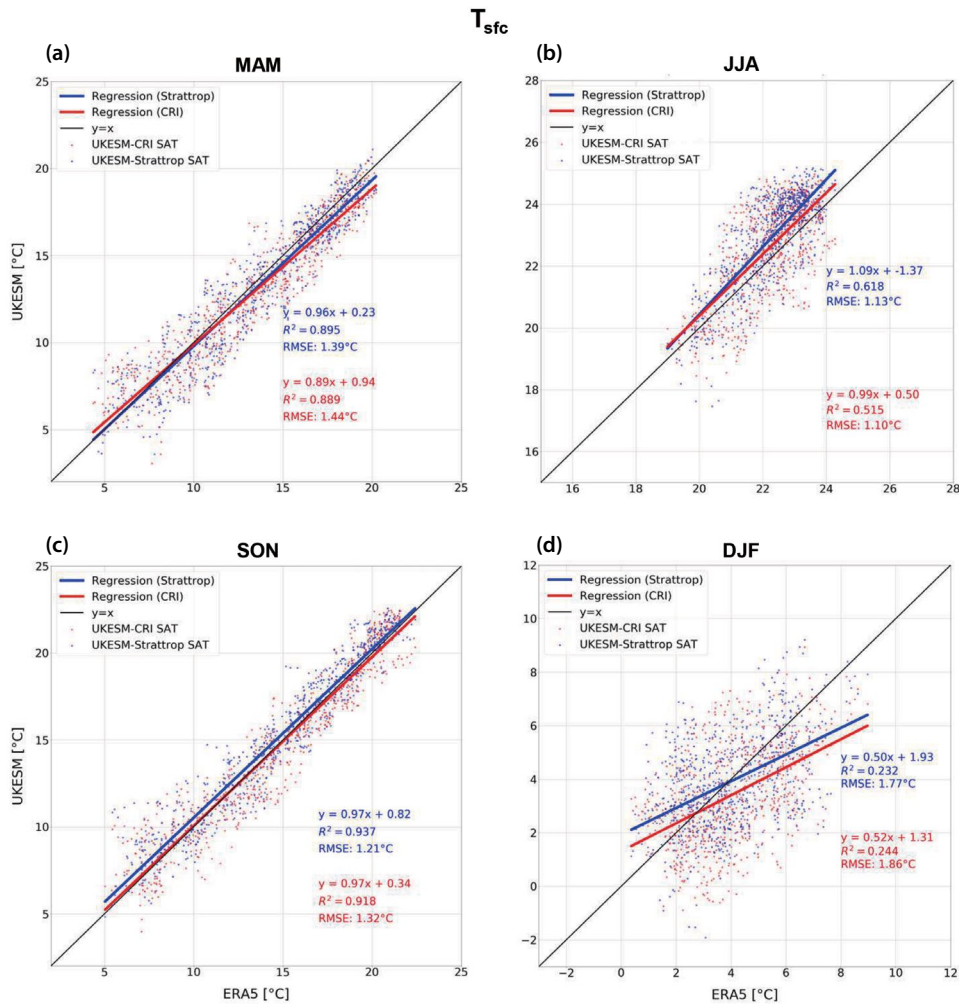 T_sfc
(a)
MAM
25
20
15
10
5
UKESM [°C]
Regression (Strattrop)
Regression (CRI)
y=x
UKESM-CRI SAT
UKESM-Strattrop SAT
y = 0.96x + 0.23
R² = 0.895
RMSE: 1.39°C
y = 0.89x + 0.94
R² = 0.889
RMSE: 1.44°C
5 10 15 20 25
(b)
JJA
28
26
24
22
20
18
16
Regression (Strattrop)
Regression (CRI)
y=x
UKESM-CRI SAT
UKESM-Strattrop SAT
y = 1.09x + -1.37
R² = 0.618
RMSE: 1.13°C
y = 0.99x + 0.50
R² = 0.515
RMSE: 1.10°C
16 18 20 22 24 26 28
(c)
SON
25
20
15
10
5
UKESM [°C]
Regression (Strattrop)
Regression (CRI)
y=x
UKESM-CRI SAT
UKESM-Strattrop SAT
y = 0.97x + 0.82
R² = 0.937
RMSE: 1.21°C
y = 0.97x + 0.34
R² = 0.918
RMSE: 1.32°C
5 10 15 20 25
ERA5 [°C]
(d)
DJF
12
10
8
6
4
2
0
−2
Regression (Strattrop)
Regression (CRI)
y=x
UKESM-CRI SAT
UKESM-Strattrop SAT
y = 0.50x + 1.93
R² = 0.232
RMSE: 1.77°C
y = 0.52x + 1.31
R² = 0.244
RMSE: 1.86°C
−2 0 2 4 6 8 10 12
ERA5 [°C]